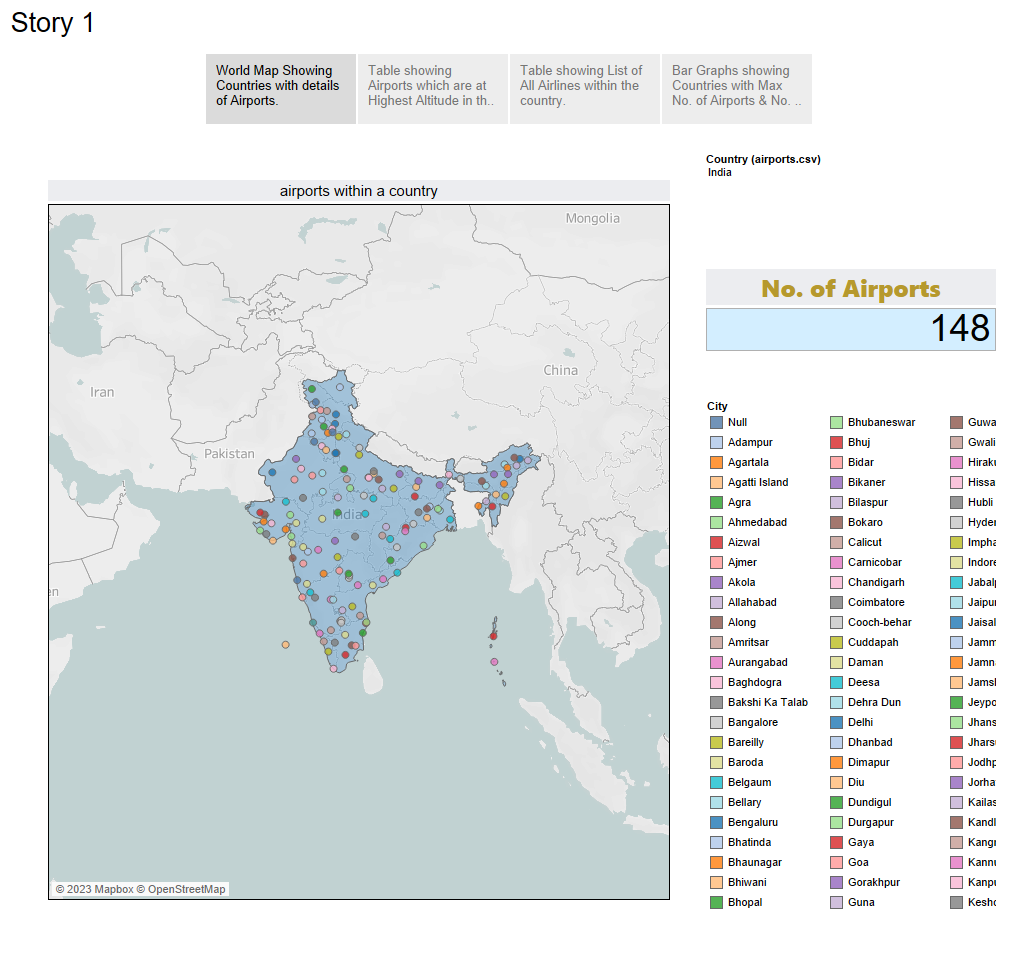 Story 1
World Map Showing
Countries with details
of Airports.
Table showing
Airports which are at
Highest Altitude in th..
Table showing List of
All Airlines within the
country.
Bar Graphs showing
Countries with Max
No. of Airports & No. ..
Country (airports.csv)
India
airports within a country
Mongolia
China
Iran
Pakistan
India
en
© 2023 Mapbox © OpenStreetMap
No. of Airports
148
City
Null
Adampur
Agartala
Agatti Island
Agra
Ahmedabad
Aizwal
Ajmer
Akola
Allahabad
Along
Amritsar
Aurangabad
Baghdogra
Bakshi Ka Talab
Bangalore
Bareilly
Baroda
Belgaum
Bellary
Bengaluru
Bhatinda
Bhaunagar
Bhiwani
Bhopal
Bhubaneswar
Bhuj
Bidar
Bikaner
Bilaspur
Bokaro
Calicut
Carnicobar
Chandigarh
Coimbatore
Cooch-behar
Cuddapah
Daman
Deesa
Dehra Dun
Delhi
Dhanbad
Dimapur
Diu
Dundigul
Durgapur
Gaya
Goa
Gorakhpur
Guna
Guwa
Gwali
Hiraku
Hissa
Hubli
Hyder
Impha
Indore
Jabalp
Jaipur
Jaisal
Jamm
Jamna
Jamsh
Jeypo
Jhans
Jharsu
Jodhp
Jorha
Kailas
Kandl
Kangr
Kannu
Kanpu
Kesho